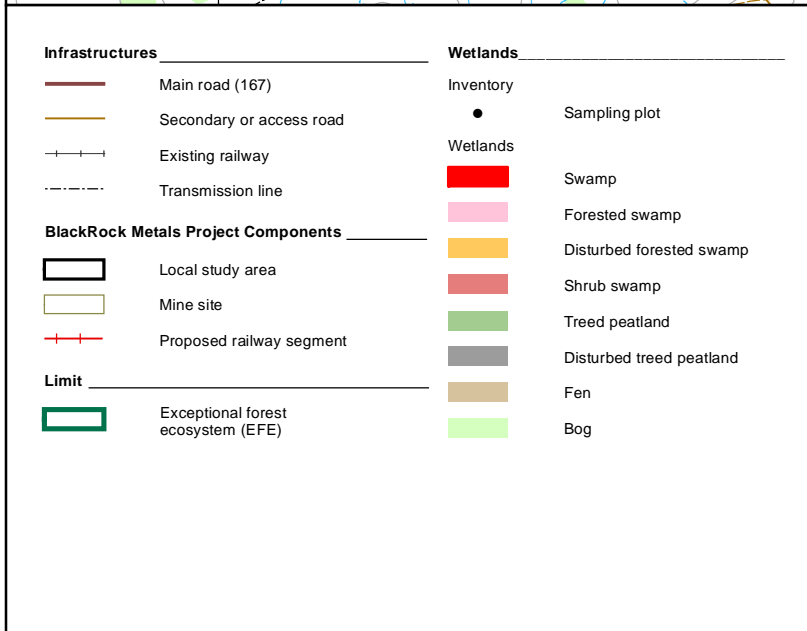 Infrastructures
Main road (167)
Secondary or access road
Existing railway
Transmission line
BlackRock Metals Project Components
Local study area
Mine site
Proposed railway segment
Limit
Exceptional forest
ecosystem (EFE)
Wetlands
Inventory
Sampling plot
Wetlands
Swamp
Forested swamp
Disturbed forested swamp
Shrub swamp
Treed peatland
Disturbed treed peatland
Fen
Bog